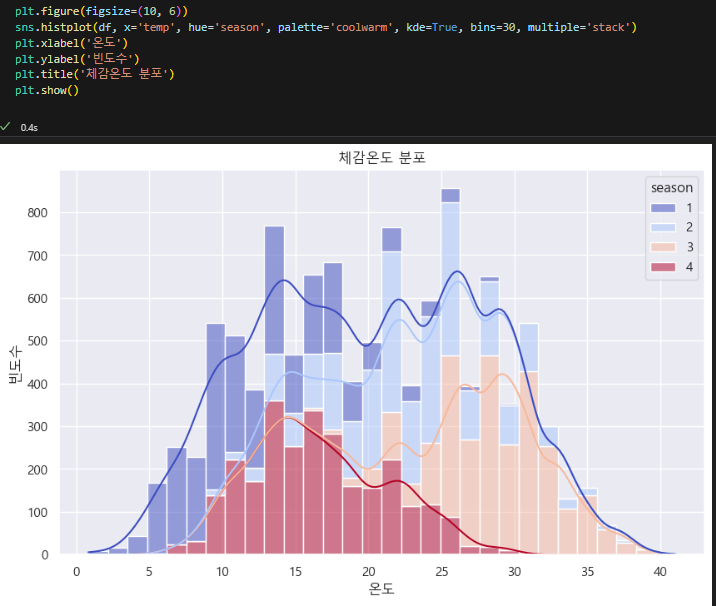 plt.figure(figsize=(10, 6))
sns.histplot(df, x='temp', hue='season', palette='coolwarm', kde=True, bins=30, multiple='stack')
plt.xlabel('온도')
plt.ylabel('빈도수')
plt.title('체감온도 분포')
plt.show()
0.4s
체감온도 분포
season
1
2
3
4
800
700
600
500
400
300
200
100
0
빈도수
0 5 10 15 20 25 30 35 40
온도